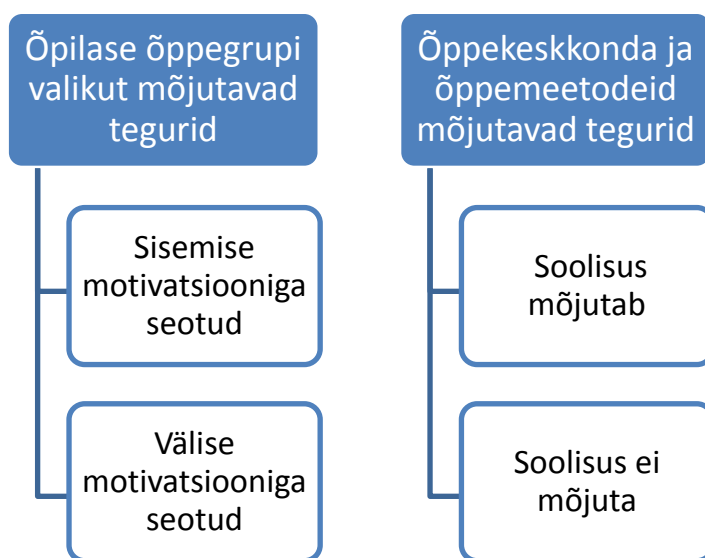 Õpilase õppegrupi
valikut mõjutavad
tegurid
Sisemise
motivatsiooniga
seotud
Välise
motivatsiooniga
seotud
Õppekeskkonda ja
õppemeetodeid
mõjutavad tegurid
Soolisus
mõjutab
Soolisus ei
mõjuta